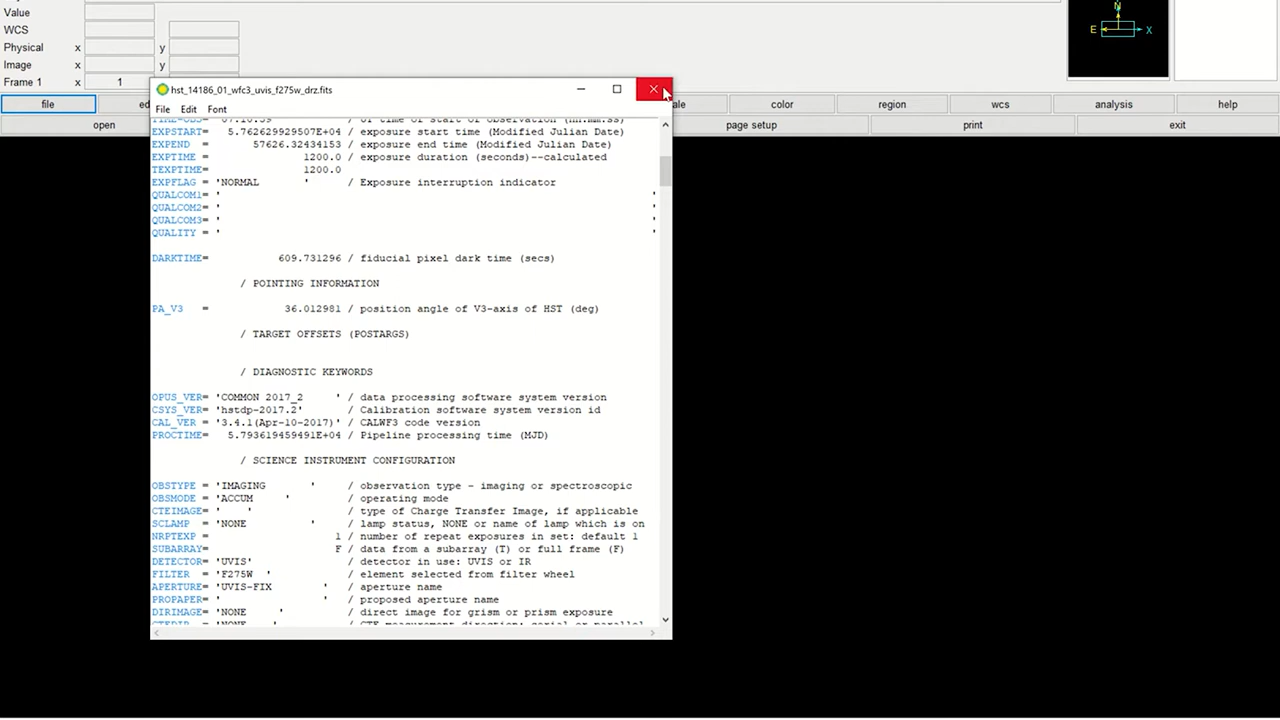 Value
WCS
Physical x y
Image x y
Frame 1 x 1
N
E X
hst_14186_01_wfc3_uvis_f275w_drz.fits
file color region wcs analysis help
open page setup print exit
File Edit Font
EXPSTART= 5.762629929507E+04 / exposure start time (Modified Julian Date)
EXPEND = 57626.32434153 / exposure end time (Modified Julian Date)
EXPTIME = 1200.0 / exposure duration (seconds)--calculated
TEXPTIME= 1200.0
EXPFLAG = 'NORMAL ' / Exposure interruption indicator
QUALCOM1= ' '
QUALCOM2= ' '
QUALCOM3= ' '
QUALITY = ' '
DARKTIME= 609.731296 / fiducial pixel dark time (secs)
/ POINTING INFORMATION
PA_V3 = 36.012981 / position angle of V3-axis of HST (deg)
/ TARGET OFFSETS (POSTARGS)
/ DIAGNOSTIC KEYWORDS
OPUS_VER= 'COMMON 2017_2 ' / data processing software system version
CSYS_VER= 'hstdp-2017.2' / Calibration software system version id
CAL_VER = '3.4.1(Apr-10-2017)' / CALWF3 code version
PROCTIME= 5.793619459491E+04 / Pipeline processing time (MJD)
/ SCIENCE INSTRUMENT CONFIGURATION
OBSTYPE = 'IMAGING ' / observation type - imaging or spectroscopic
OBSMODE = 'ACCUM ' / operating mode
CTEIMAGE= ' ' / type of Charge Transfer Image, if applicable
SCLAMP = 'NONE ' / lamp status, NONE or name of lamp which is on
NRPTEXP = 1 / number of repeat exposures in set: default 1
SUBARRAY= F / data from a subarray (T) or full frame (F)
DETECTOR= 'UVIS' / detector in use: UVIS or IR
FILTER = 'F275W ' / element selected from filter wheel
APERTURE= 'UVIS-FIX ' / aperture name
PROPAPER= ' ' / proposed aperture name
DIRIMAGE= 'NONE ' / direct image for grism or prism exposure